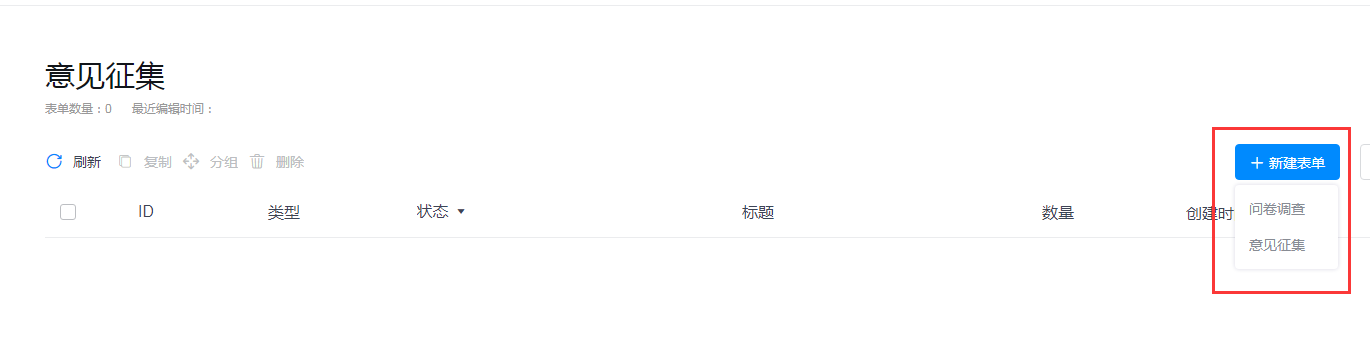 意见征集
表单数量：0 最近编辑时间：
刷新 复制 分组 删除 新建表单
ID 类型 状态 标题 数量 创建时
问卷调查
意见征集